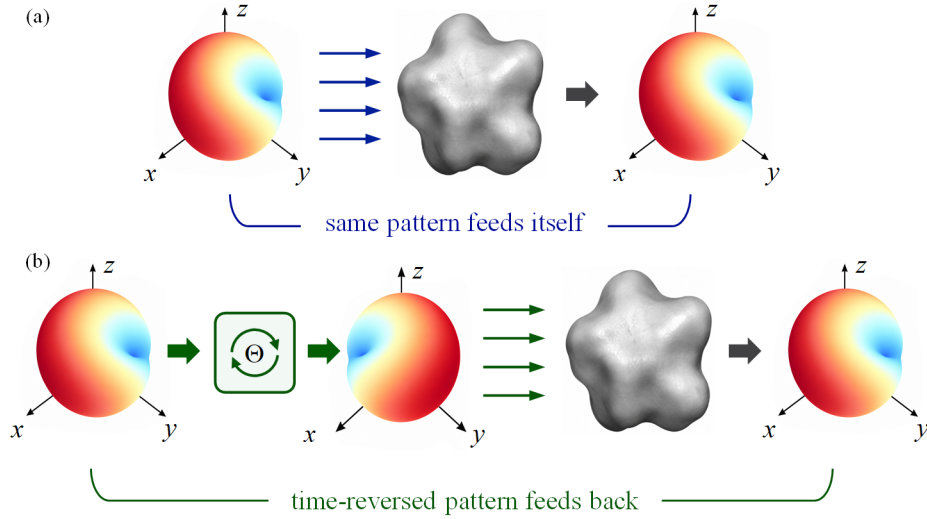 (a)
z
z
x
y
x
y
same pattern feeds itself
(b)
z
z
z
Θ
x
y
x
y
x
y
time-reversed pattern feeds back